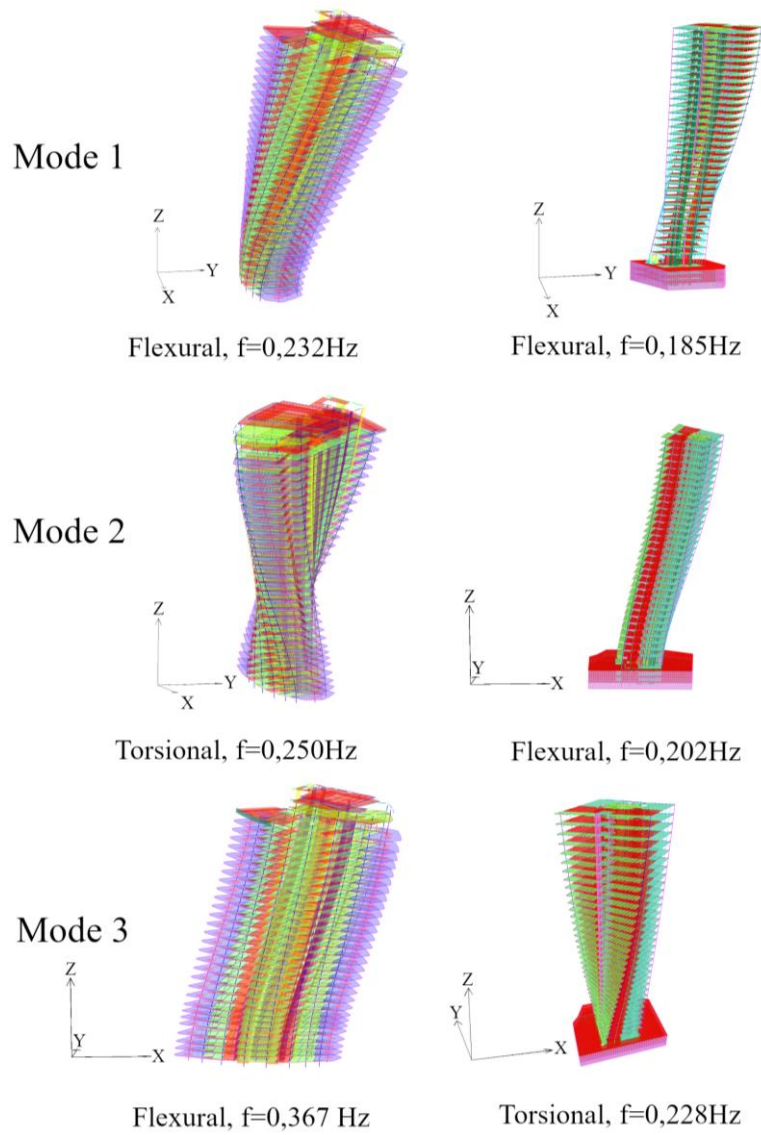 Mode 1
Z
Y
X
Z
Y
X
Flexural, f=0,232Hz
Flexural, f=0,185Hz
Mode 2
Z
Y
X
Z
Y
X
Torsional, f=0,250Hz
Flexural, f=0,202Hz
Mode 3
Z
Y
X
Z
Y
X
Flexural, f=0,367 Hz
Torsional, f=0,228Hz